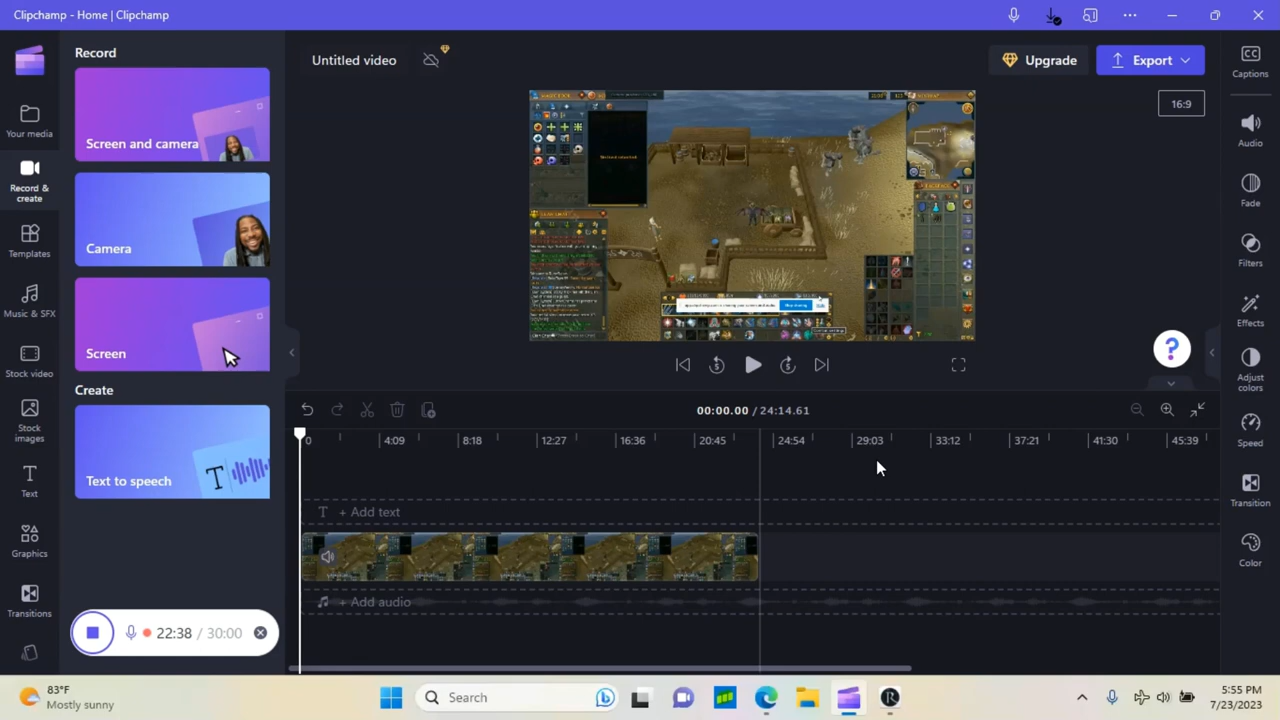 Clipchamp - Home | Clipchamp
Record
Screen and camera
Camera
Screen
Create
Text to speech
Your media
Record &
create
Templates
Music & SFX
Stock video
Stock
images
Text
Graphics
Transitions
22:38 / 30:00
Untitled video
Upgrade
Export
16:9
?
5
5
00:00.00 / 24:14.61
0
4:09
8:18
12:27
16:36
20:45
24:54
29:03
33:12
37:21
41:30
45:39
T + Add text
+ Add audio
Captions
Audio
Fade
Filters
Effects
Adjust
colors
Speed
Transition
Color
83°F
Mostly sunny
Search
5:55 PM
7/23/2023